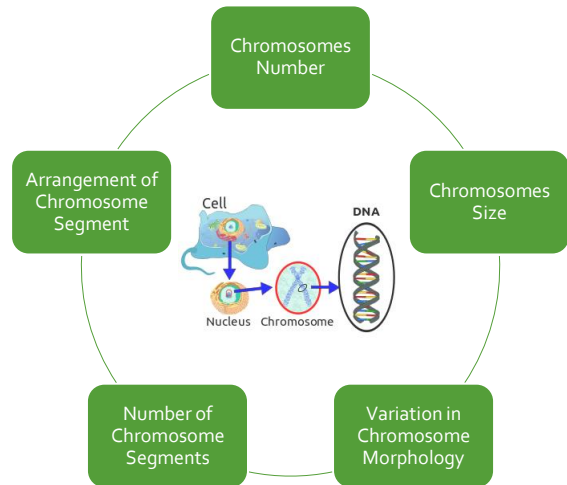 Chromosomes
Number
Arrangement of
Chromosome
Segment
Chromosomes
Size
Cell
DNA
Nucleus
Chromosome
Number of
Chromosome
Segments
Variation in
Chromosome
Morphology